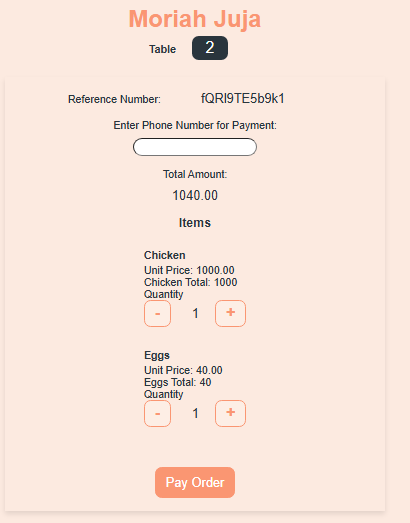 Moriah Juja
Table 2
Reference Number: fQRI9TE5b9k1
Enter Phone Number for Payment:
Total Amount:
1040.00
Items
Chicken
Unit Price: 1000.00
Chicken Total: 1000
Quantity
- 1 +
Eggs
Unit Price: 40.00
Eggs Total: 40
Quantity
- 1 +
Pay Order